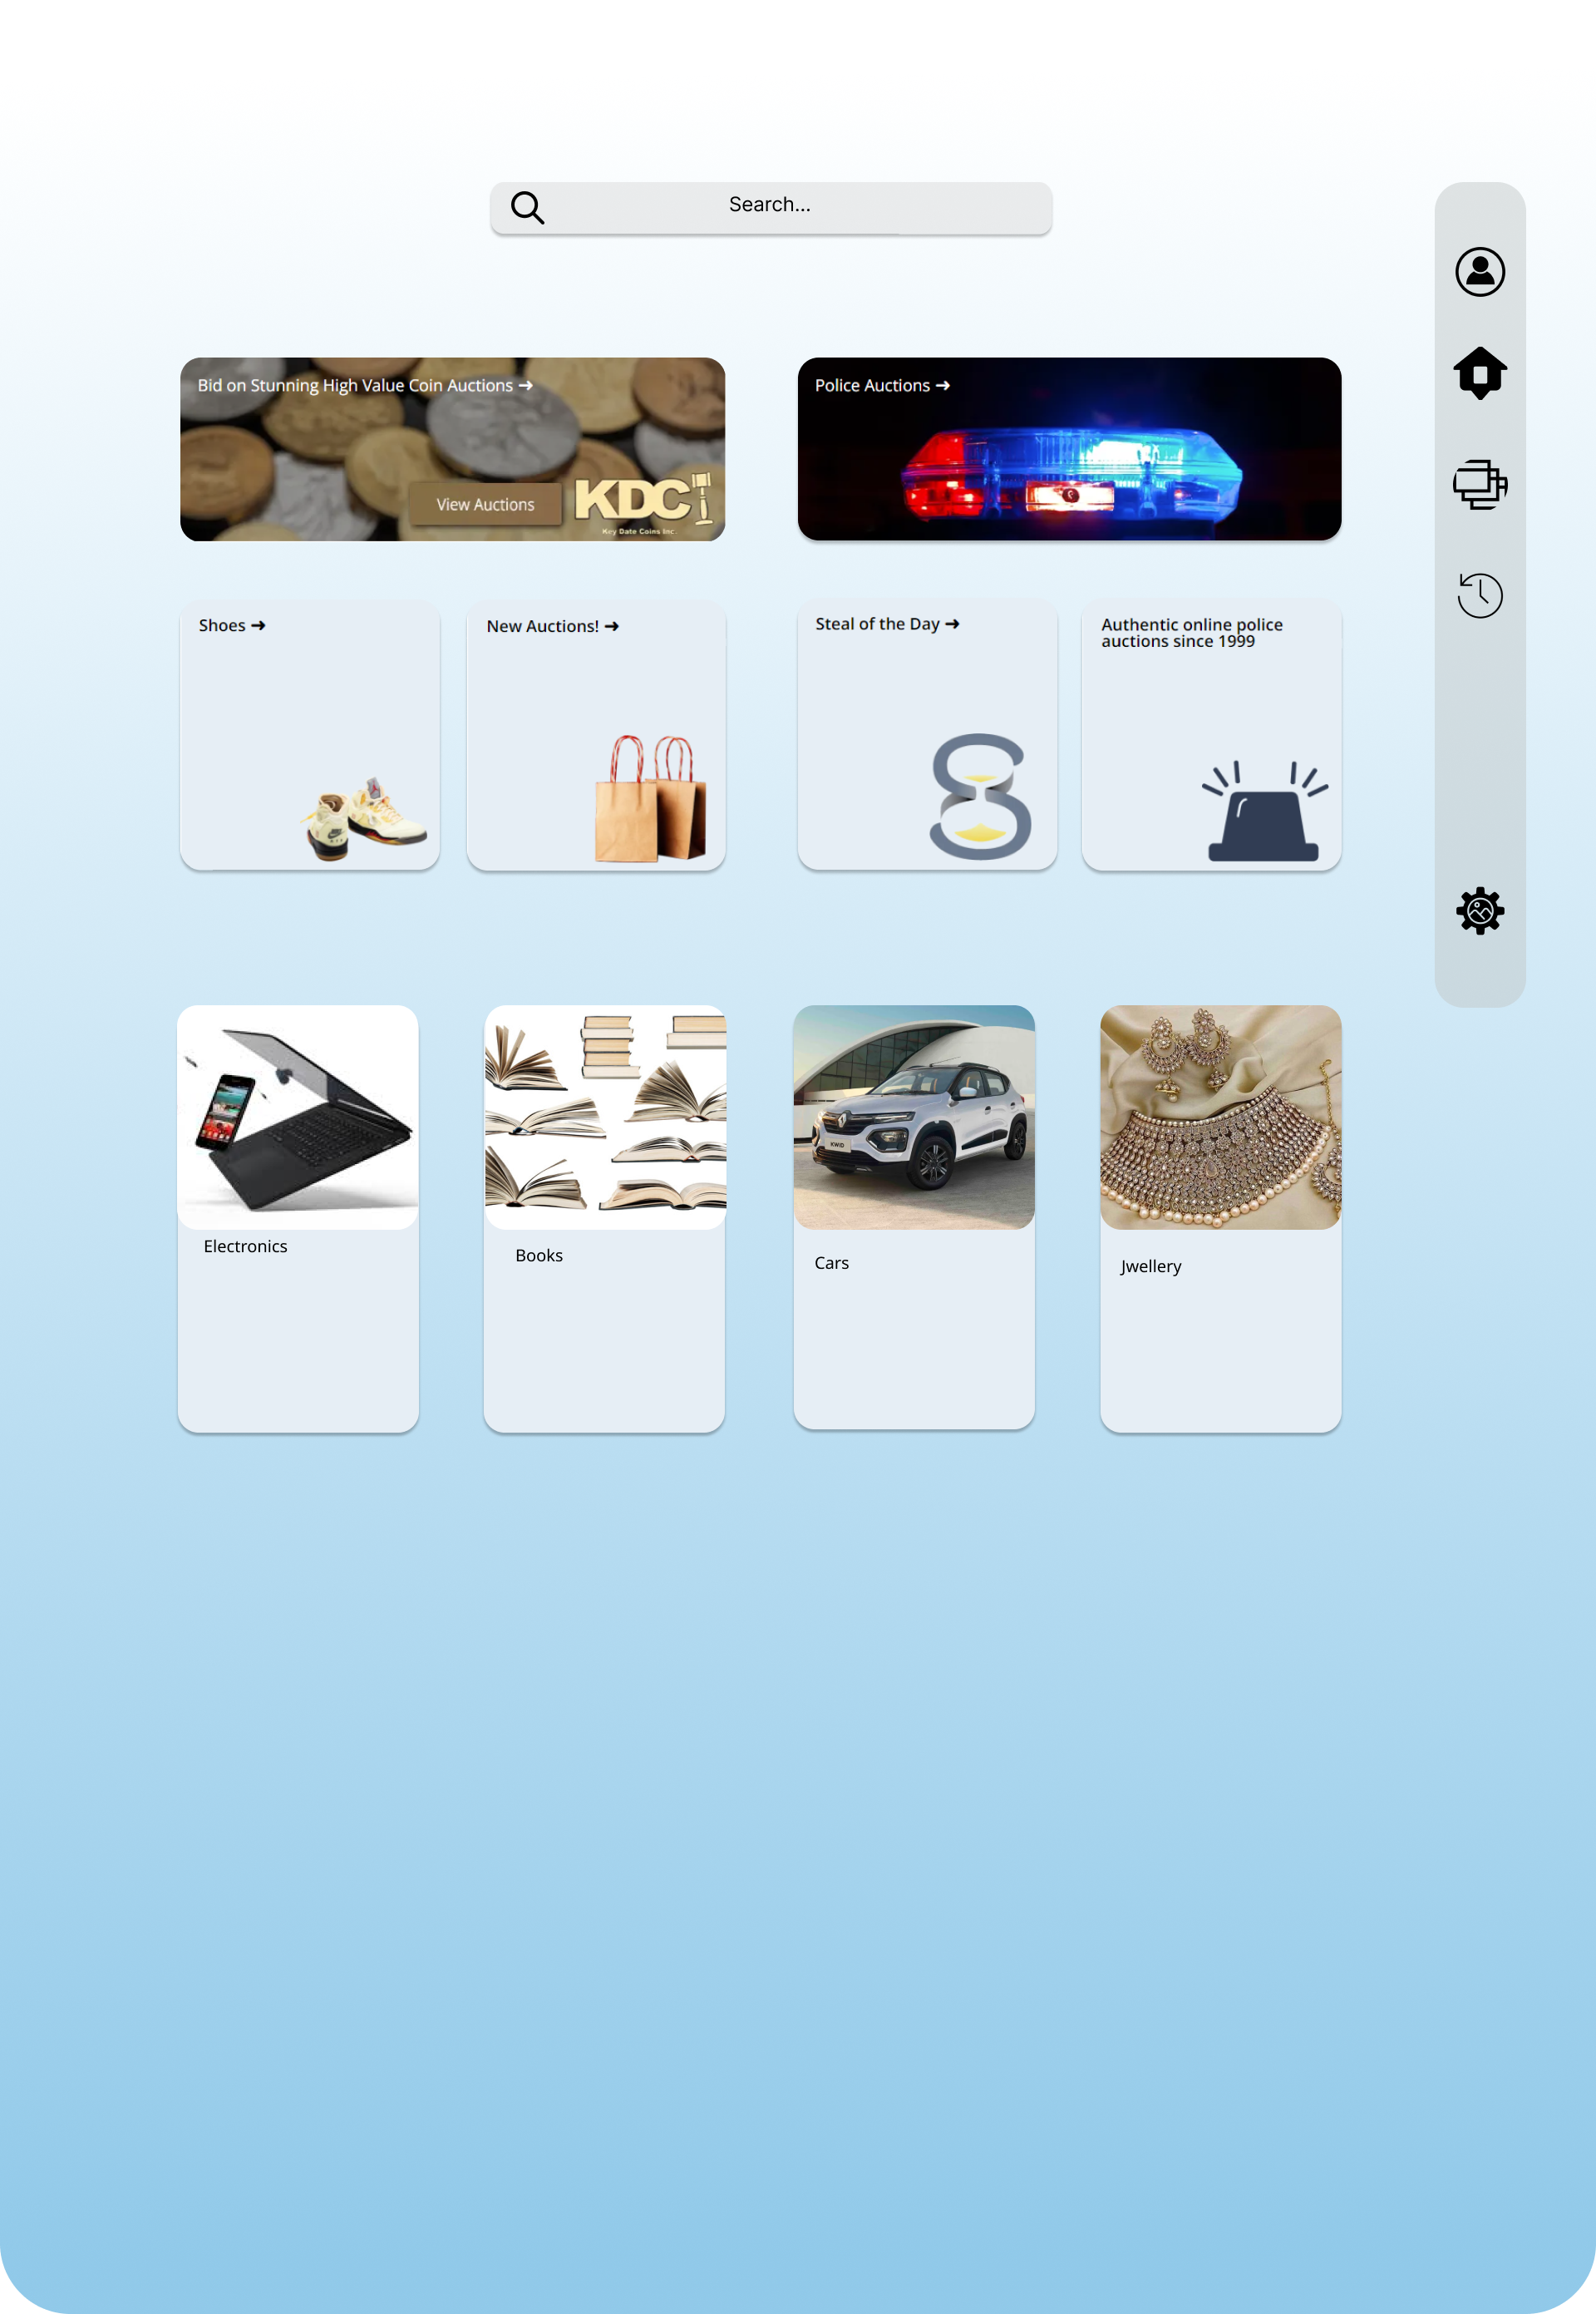 Search...
Bid on Stunning High Value Coin Auctions ➜
View Auctions
KDC
Key Date Coins Inc.
Police Auctions ➜
Shoes ➜
New Auctions! ➜
Steal of the Day ➜
Authentic online police
auctions since 1999
KWID
Electronics
Books
Cars
Jwellery